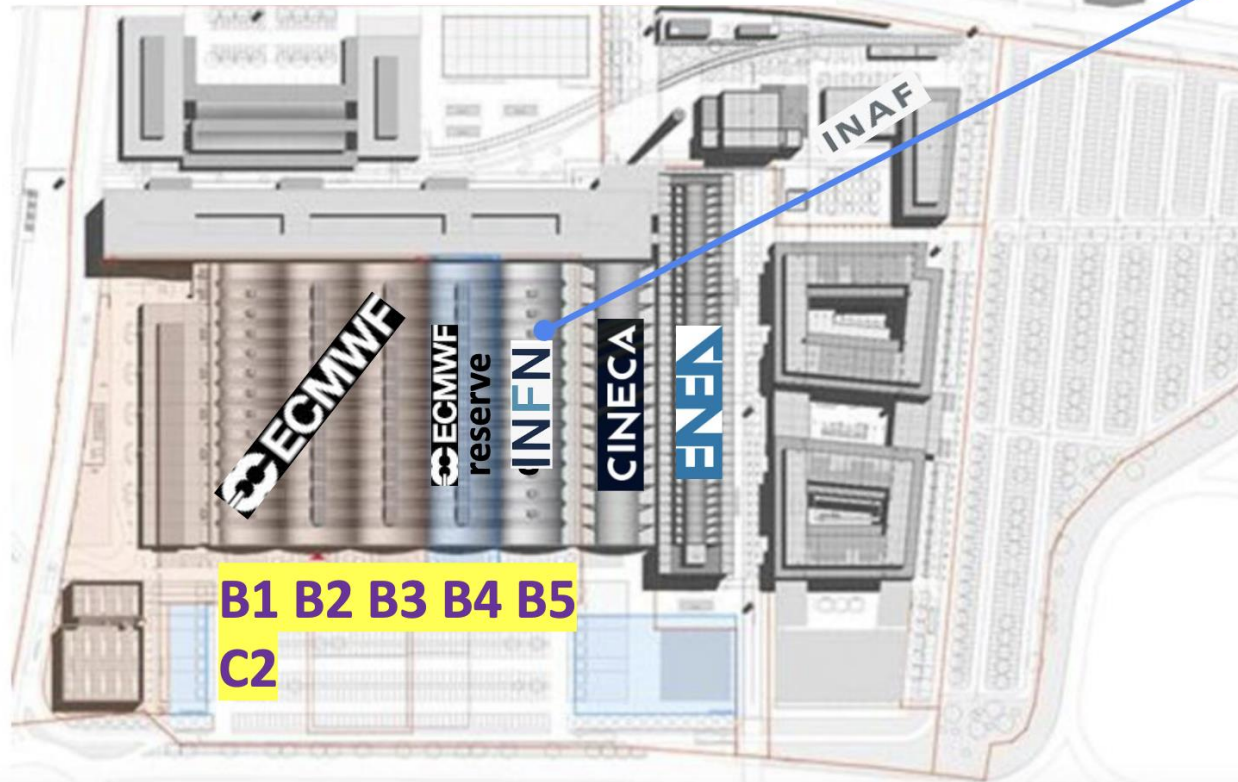 INAF
ECMWF
ECMWF
reserve
INFN
CINECA
ENEA
B1 B2 B3 B4 B5
C2